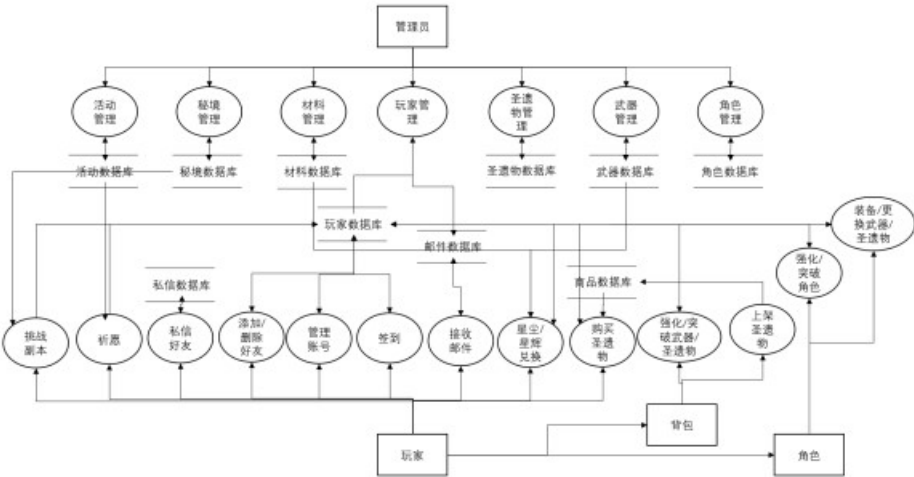 管理员
活动
管理
秘境
管理
材料
管理
玩家管
理
圣遗
物管理
武器
管理
角色
管理
活动数据库
秘境数据库
材料数据库
圣遗物数据库
武器数据库
角色数据库
玩家数据库
邮件数据库
装备/更
换武器/
圣遗物
强化/
突破
角色
私信数据库
商品数据库
挑战
副本
祈愿
私信
好友
添加/
删除
好友
管理
账号
签到
接收
邮件
星尘/
星辉
兑换
购买
圣遗
物
强化/突
破武器/
圣遗物
上架
圣遗
物
背包
玩家
角色